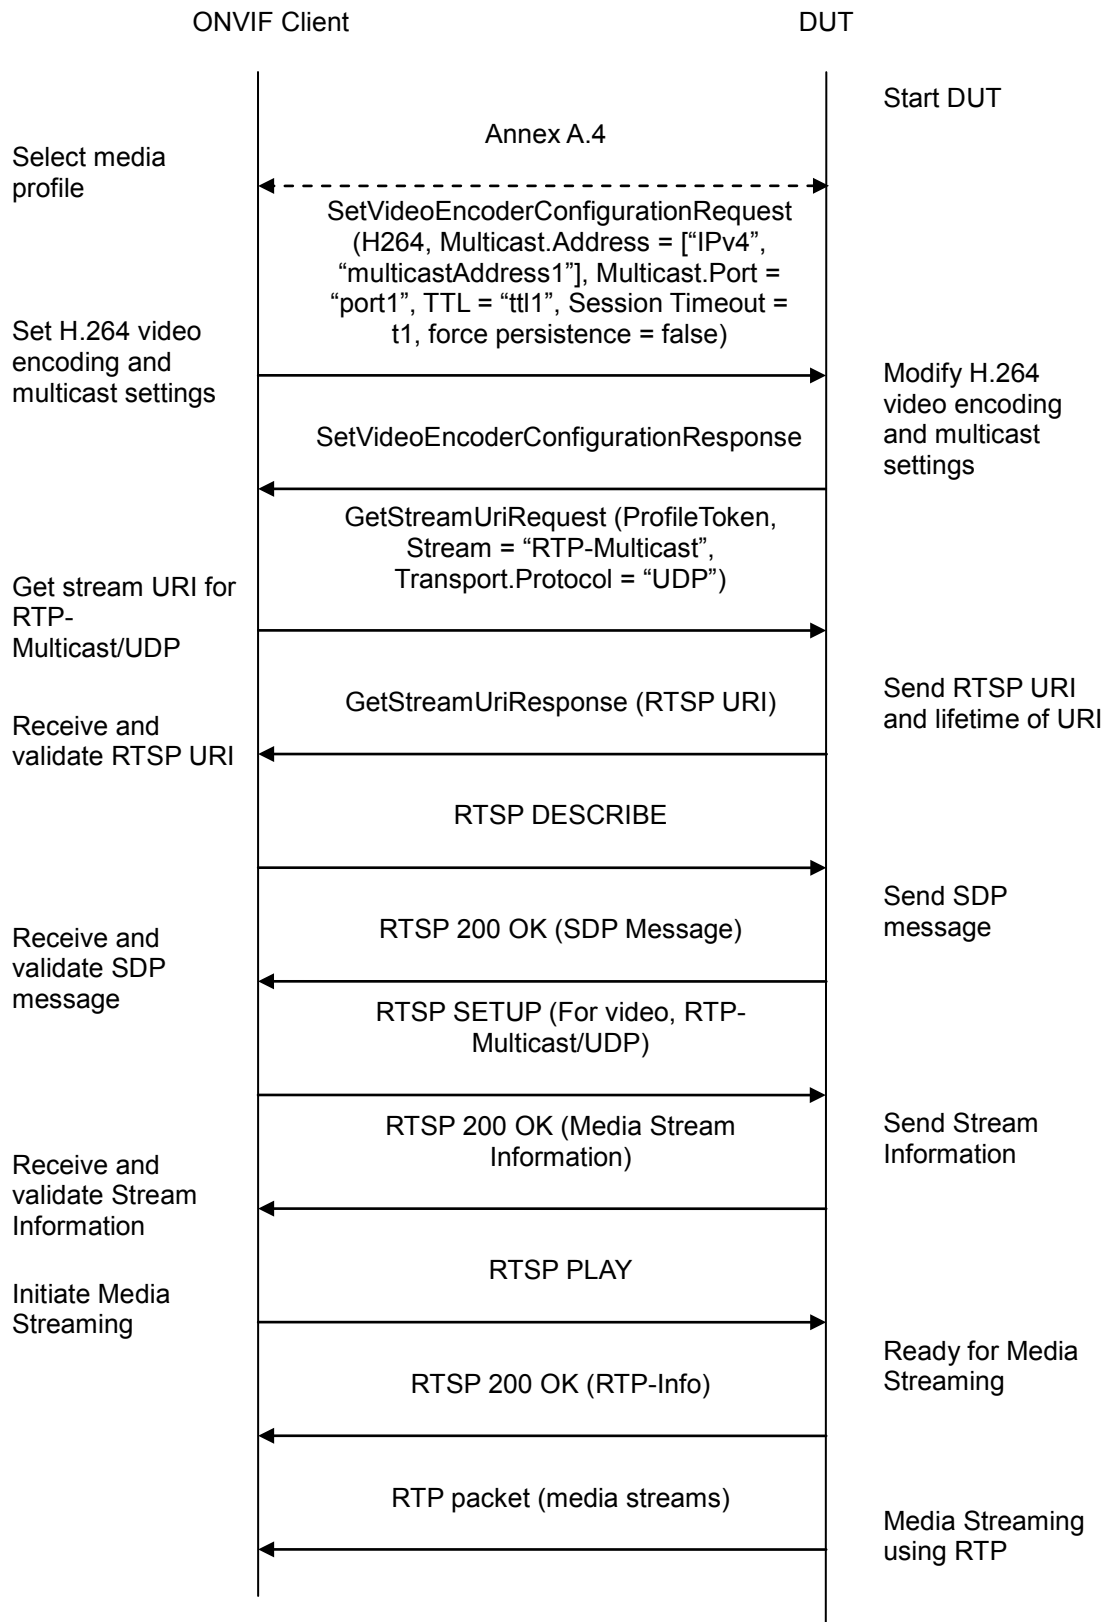 ONVIF Client
DUT
Start DUT
Annex A.4
Select media
profile
SetVideoEncoderConfigurationRequest
(H264, Multicast.Address = [“IPv4”,
“multicastAddress1”], Multicast.Port =
“port1”, TTL = “ttl1”, Session Timeout =
t1, force persistence = false)
Set H.264 video
encoding and
multicast settings
Modify H.264
video encoding
and multicast
settings
SetVideoEncoderConfigurationResponse
GetStreamUriRequest (ProfileToken,
Stream = “RTP-Multicast”,
Transport.Protocol = “UDP”)
Get stream URI for
RTP-
Multicast/UDP
Send RTSP URI
and lifetime of URI
GetStreamUriResponse (RTSP URI)
Receive and
validate RTSP URI
RTSP DESCRIBE
Send SDP
message
RTSP 200 OK (SDP Message)
Receive and
validate SDP
message
RTSP SETUP (For video, RTP-
Multicast/UDP)
Send Stream
Information
RTSP 200 OK (Media Stream
Information)
Receive and
validate Stream
Information
RTSP PLAY
Initiate Media
Streaming
Ready for Media
Streaming
RTSP 200 OK (RTP-Info)
RTP packet (media streams)
Media Streaming
using RTP